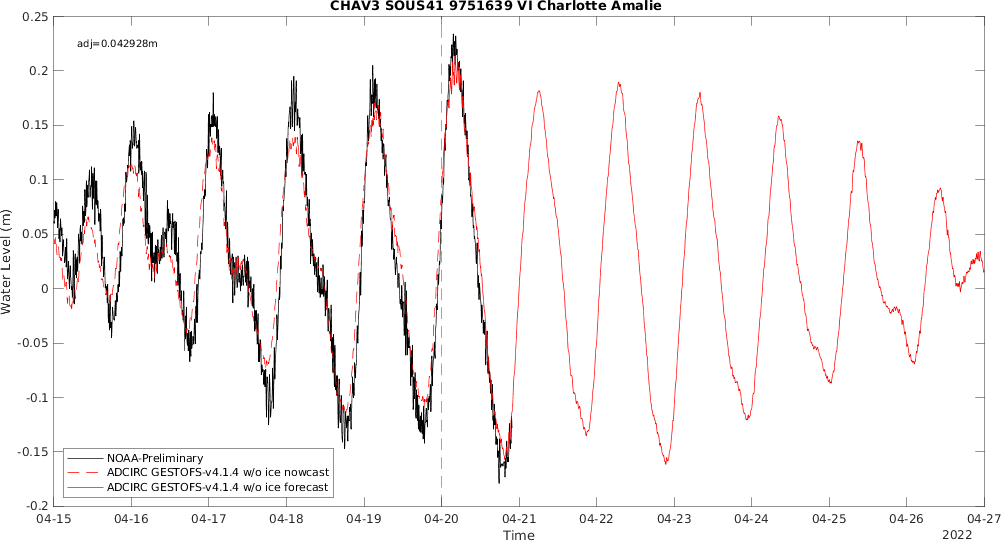 CHAV3 SOUS41 9751639 VI Charlotte Amalie
adj=0.042928m
0.25
0.2
0.15
0.1
0.05
0
-0.05
-0.1
-0.15
-0.2
Water Level (m)
NOAA-Preliminary
ADCIRC GESTOFS-v4.1.4 w/o ice nowcast
ADCIRC GESTOFS-v4.1.4 w/o ice forecast
04-15 04-16 04-17 04-18 04-19 04-20 04-21 04-22 04-23 04-24 04-25 04-26 04-27
Time
2022